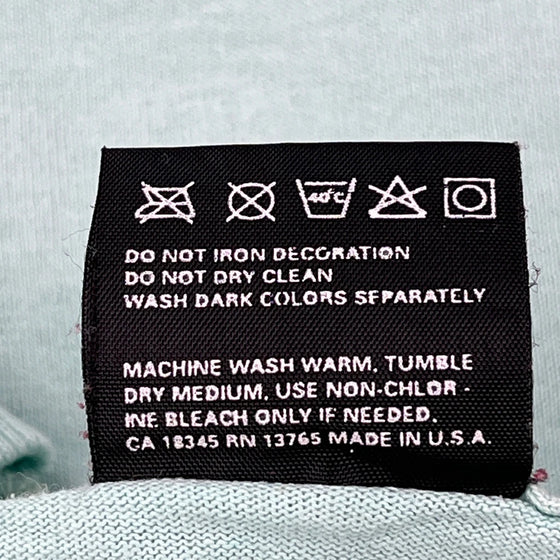 40°C
DO NOT IRON DECORATION
DO NOT DRY CLEAN
WASH DARK COLORS SEPARATELY
MACHINE WASH WARM, TUMBLE
DRY MEDIUM, USE NON-CHLOR -
INE BLEACH ONLY IF NEEDED.
CA 18345 RN 13765 MADE IN U.S.A.